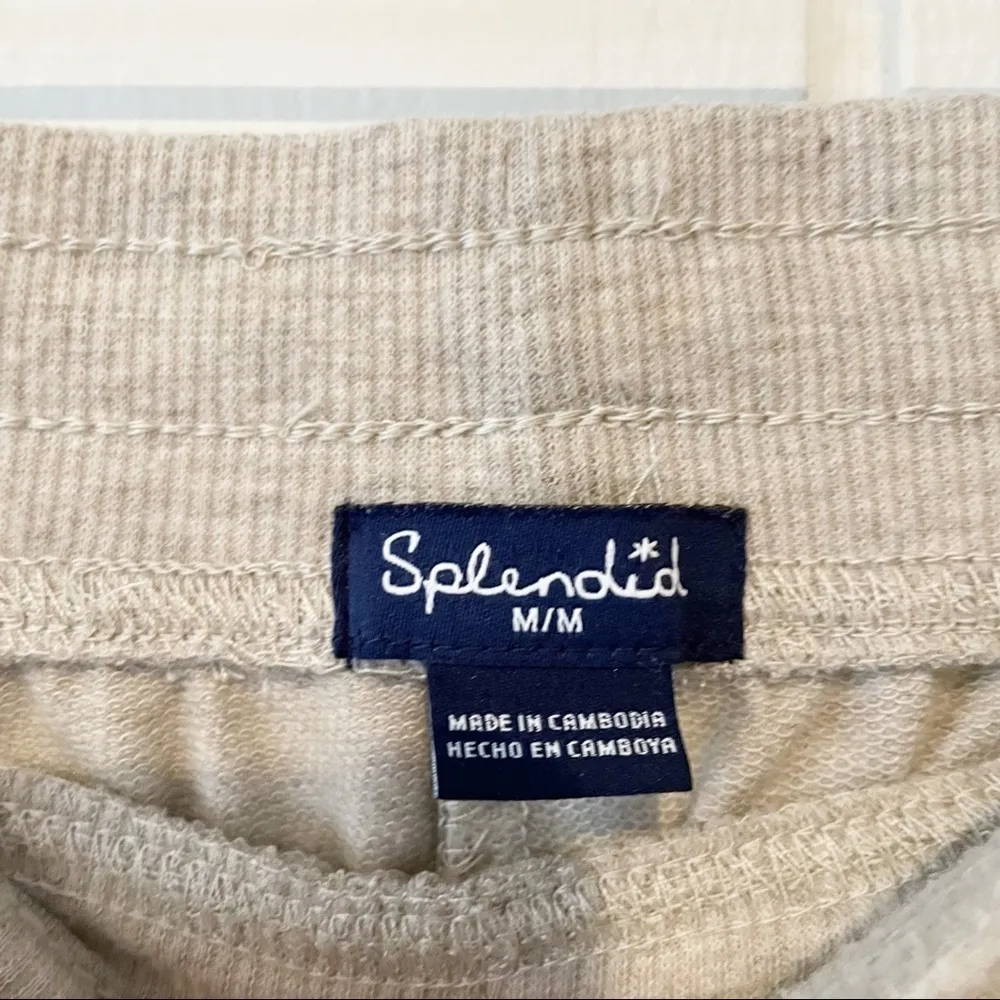 Splendid
M/M
MADE IN CAMBODIA
HECHO EN CAMBOYA